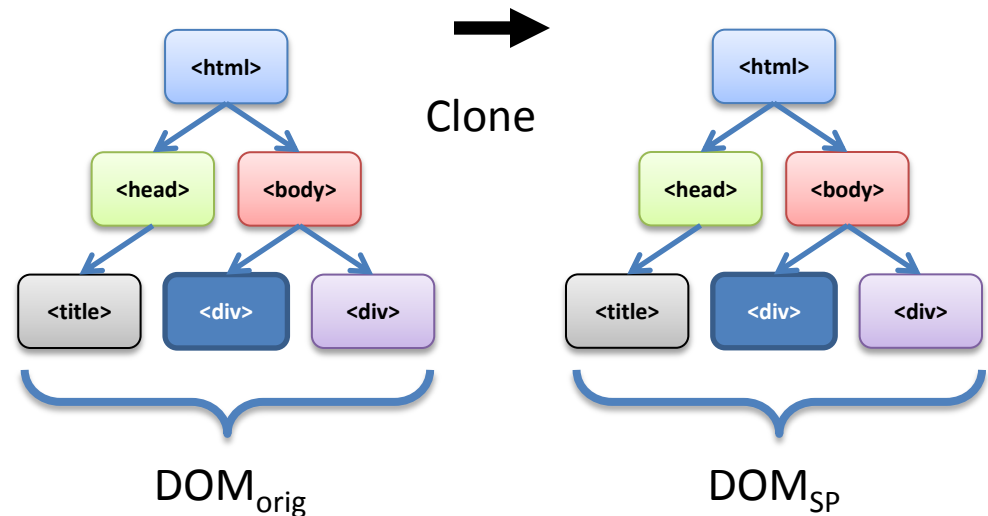 <html>
<head>
<body>
<title>
<div>
<div>
DOMorig
Clone
<html>
<head>
<body>
<title>
<div>
<div>
DOMSP